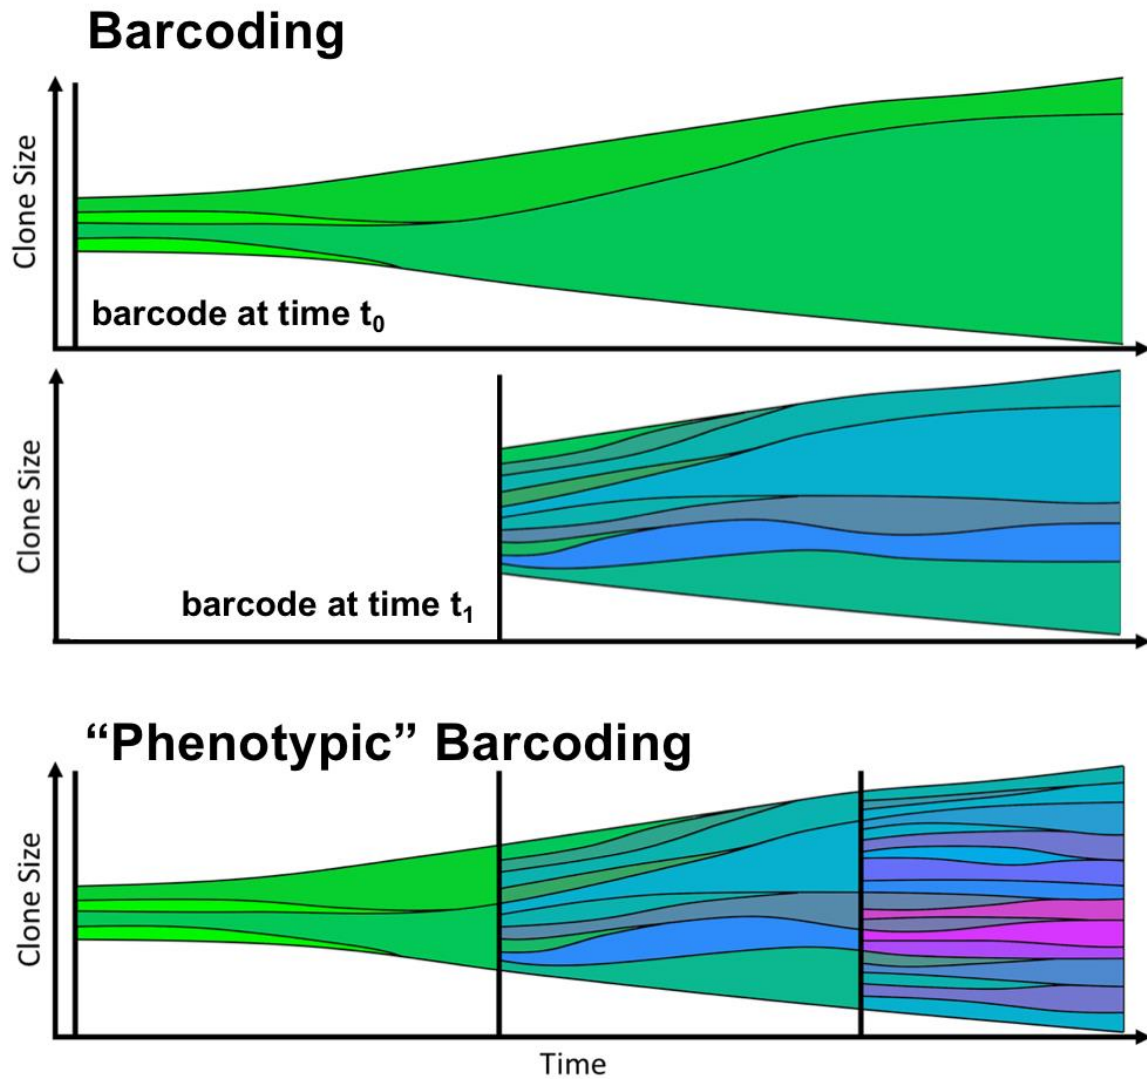 Barcoding
Clone Size
barcode at time t₀
Clone Size
barcode at time t₁
“Phenotypic” Barcoding
Clone Size
Time